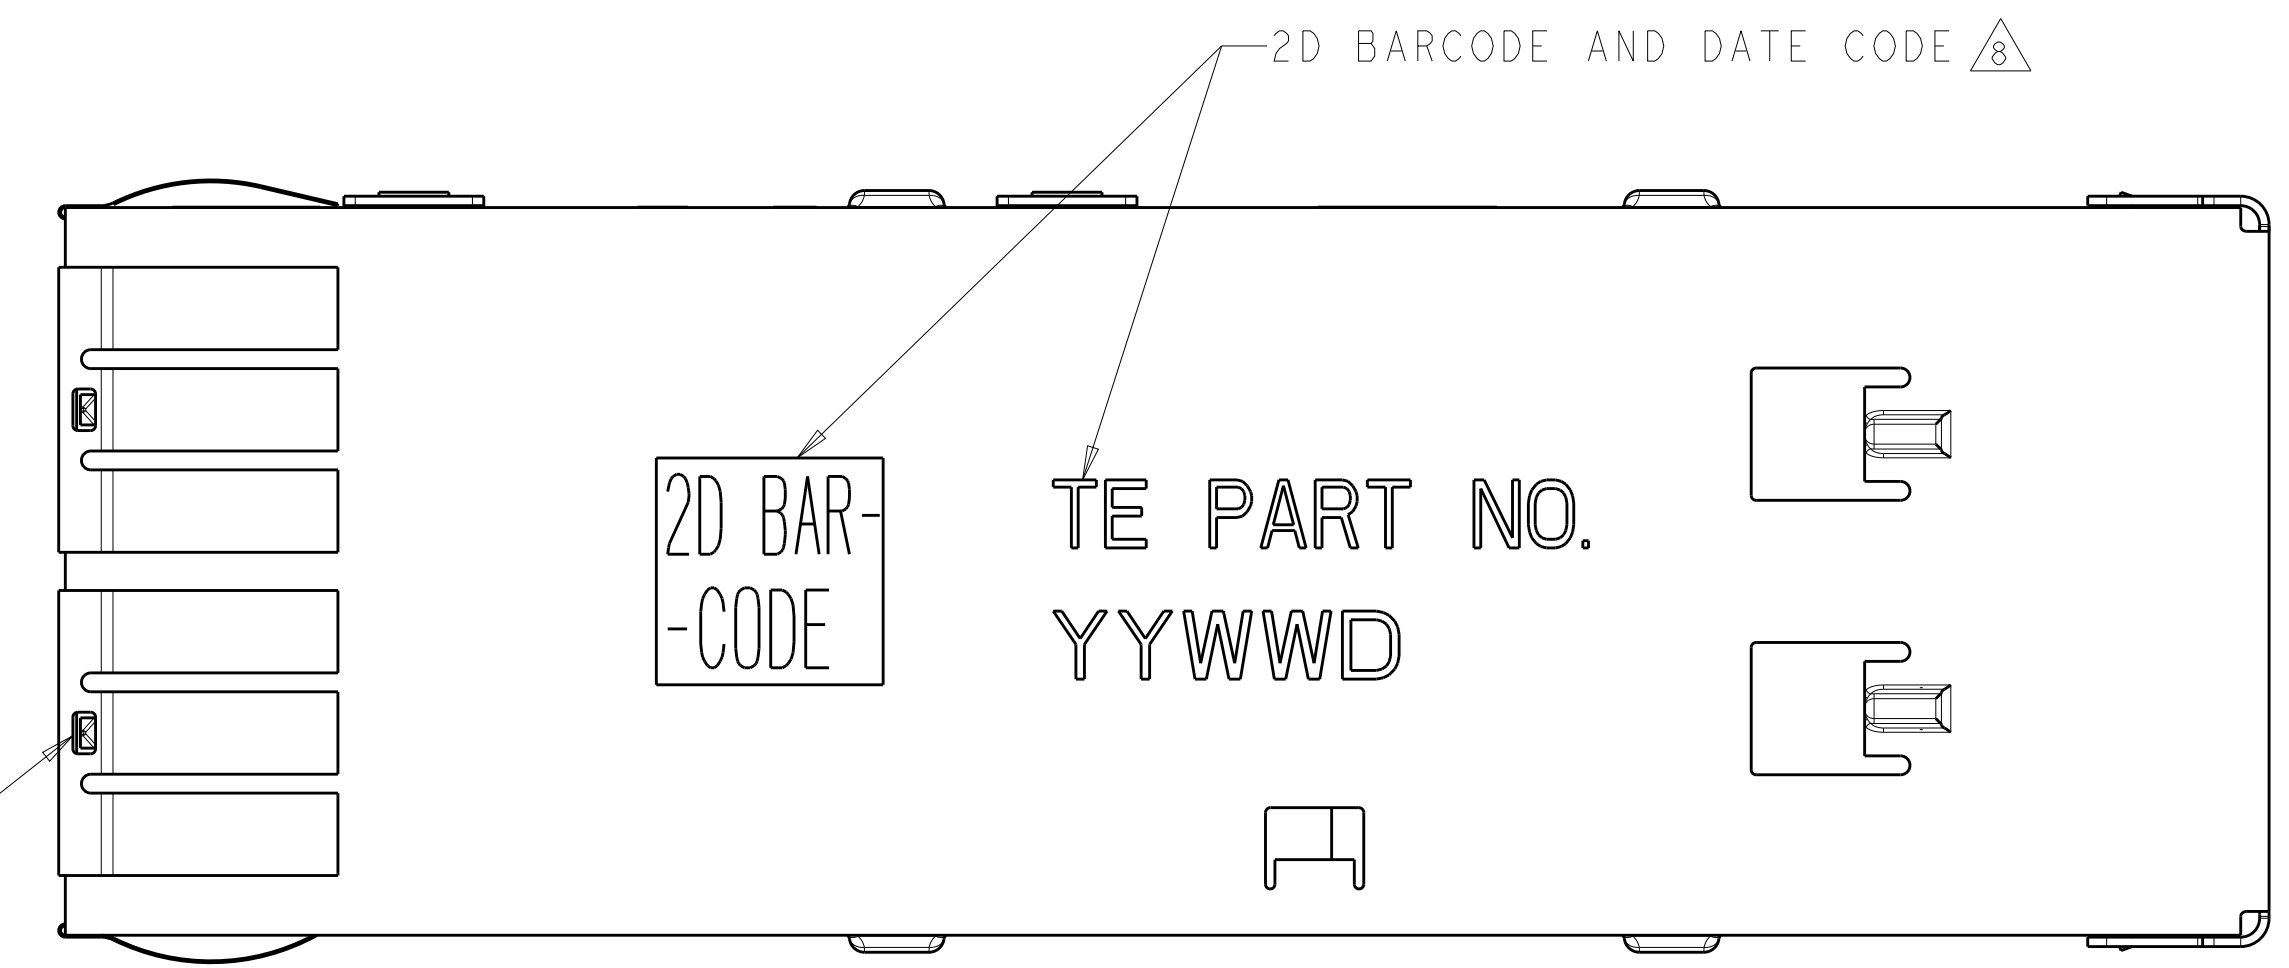 2D BARCODE AND DATE CODE 8
2D BAR-
-CODE
TE PART NO.
YYWWD